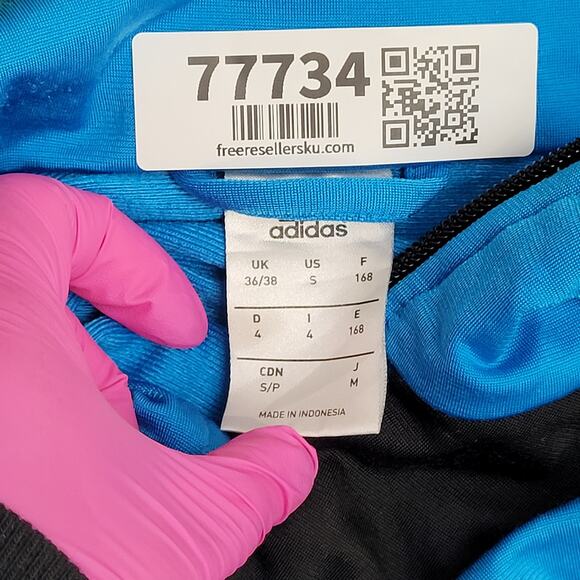 77734
freeresellersku.com
adidas
UK US F
36/38 S 168
D I E
4 4 168
CDN J
S/P M
MADE IN INDONESIA